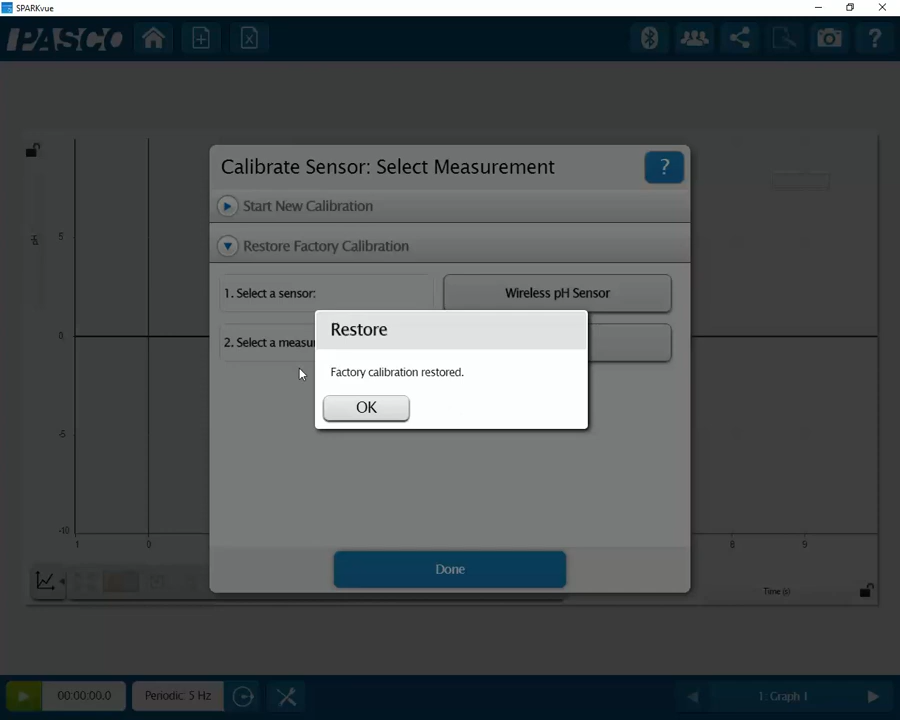 SPARKvue
PASCO
?
Calibrate Sensor: Select Measurement
?
Start New Calibration
Restore Factory Calibration
1. Select a sensor:
Wireless pH Sensor
2. Select a measu
Restore
Factory calibration restored.
OK
Done
pH
5
0
-5
-10
1
0
8
9
Time (s)
00:00:00.0
Periodic: 5 Hz
1: Graph 1